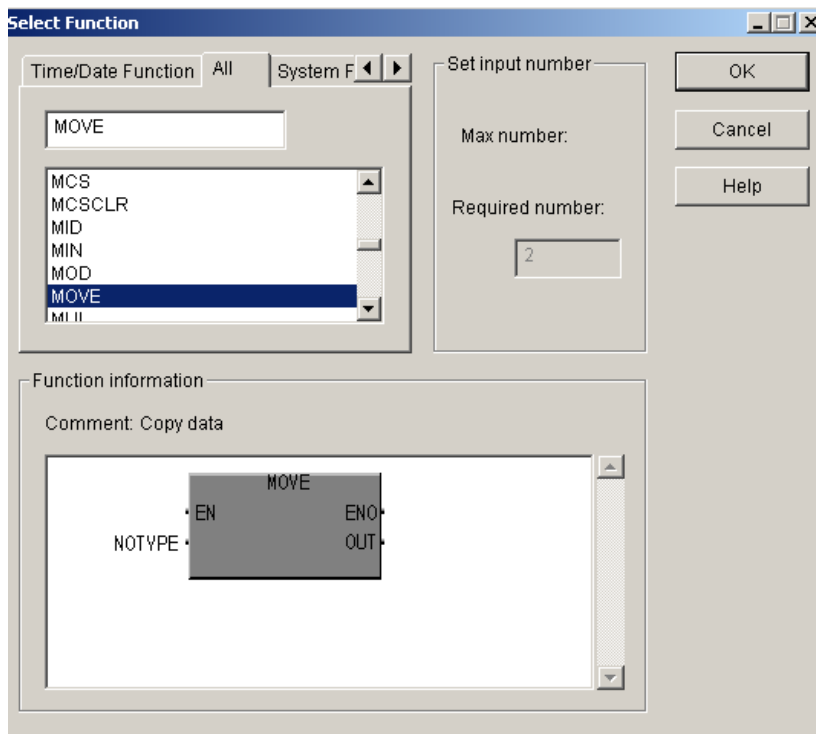 Select Function
Time/Date Function All System F
MOVE
MCS
MCSCLR
MID
MIN
MOD
MOVE
Set input number
Max number:
Required number:
2
OK
Cancel
Help
Function information
Comment: Copy data
MOVE
EN ENO
NOTYPE OUT